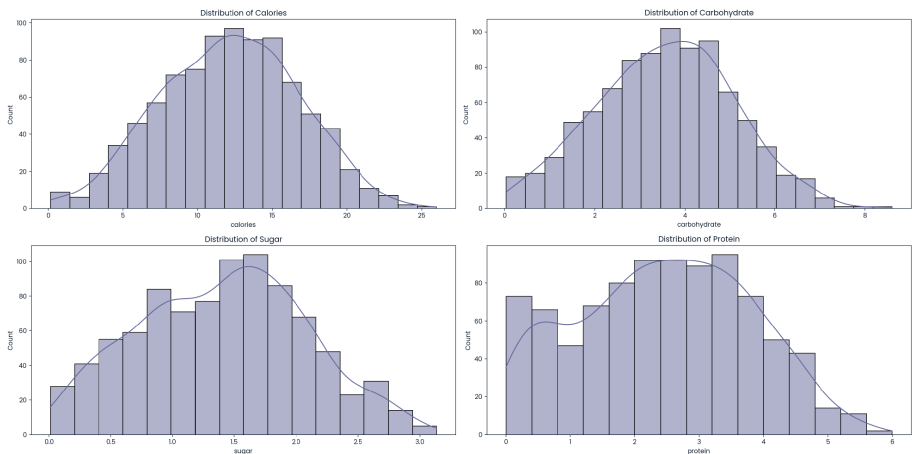 Distribution of Calories
100
80
60
40
20
0
Count
0 5 10 15 20 25
calories
Distribution of Carbohydrate
100
80
60
40
20
0
Count
0 2 4 6 8
carbohydrate
Distribution of Sugar
100
80
60
40
20
0
Count
0.0 0.5 1.0 1.5 2.0 2.5 3.0
sugar
Distribution of Protein
80
60
40
20
0
Count
0 1 2 3 4 5 6
protein